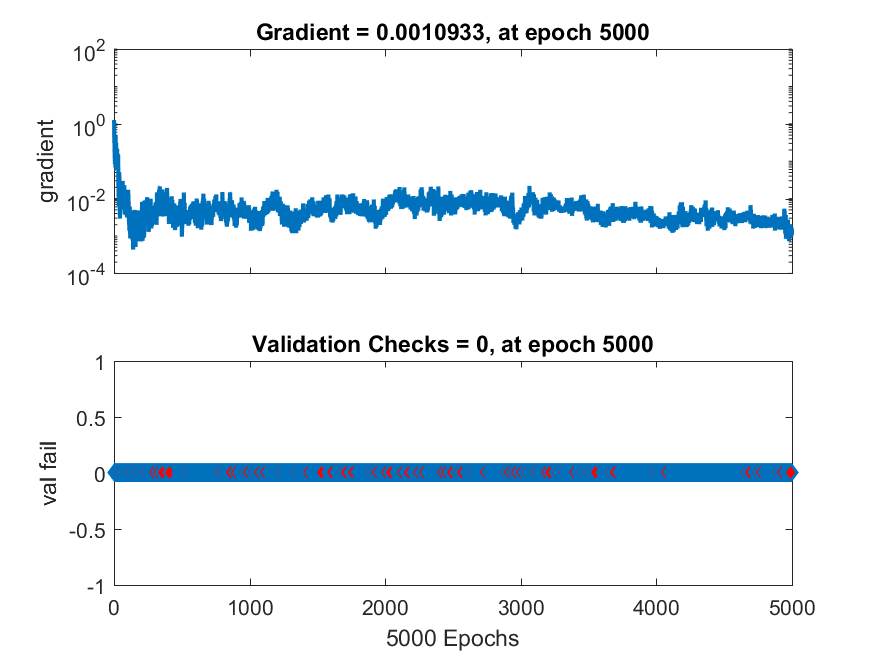 Gradient = 0.0010933, at epoch 5000
10^2
10^0
10^-2
10^-4
gradient
Validation Checks = 0, at epoch 5000
1
0.5
0
-0.5
-1
val fail
0 1000 2000 3000 4000 5000
5000 Epochs